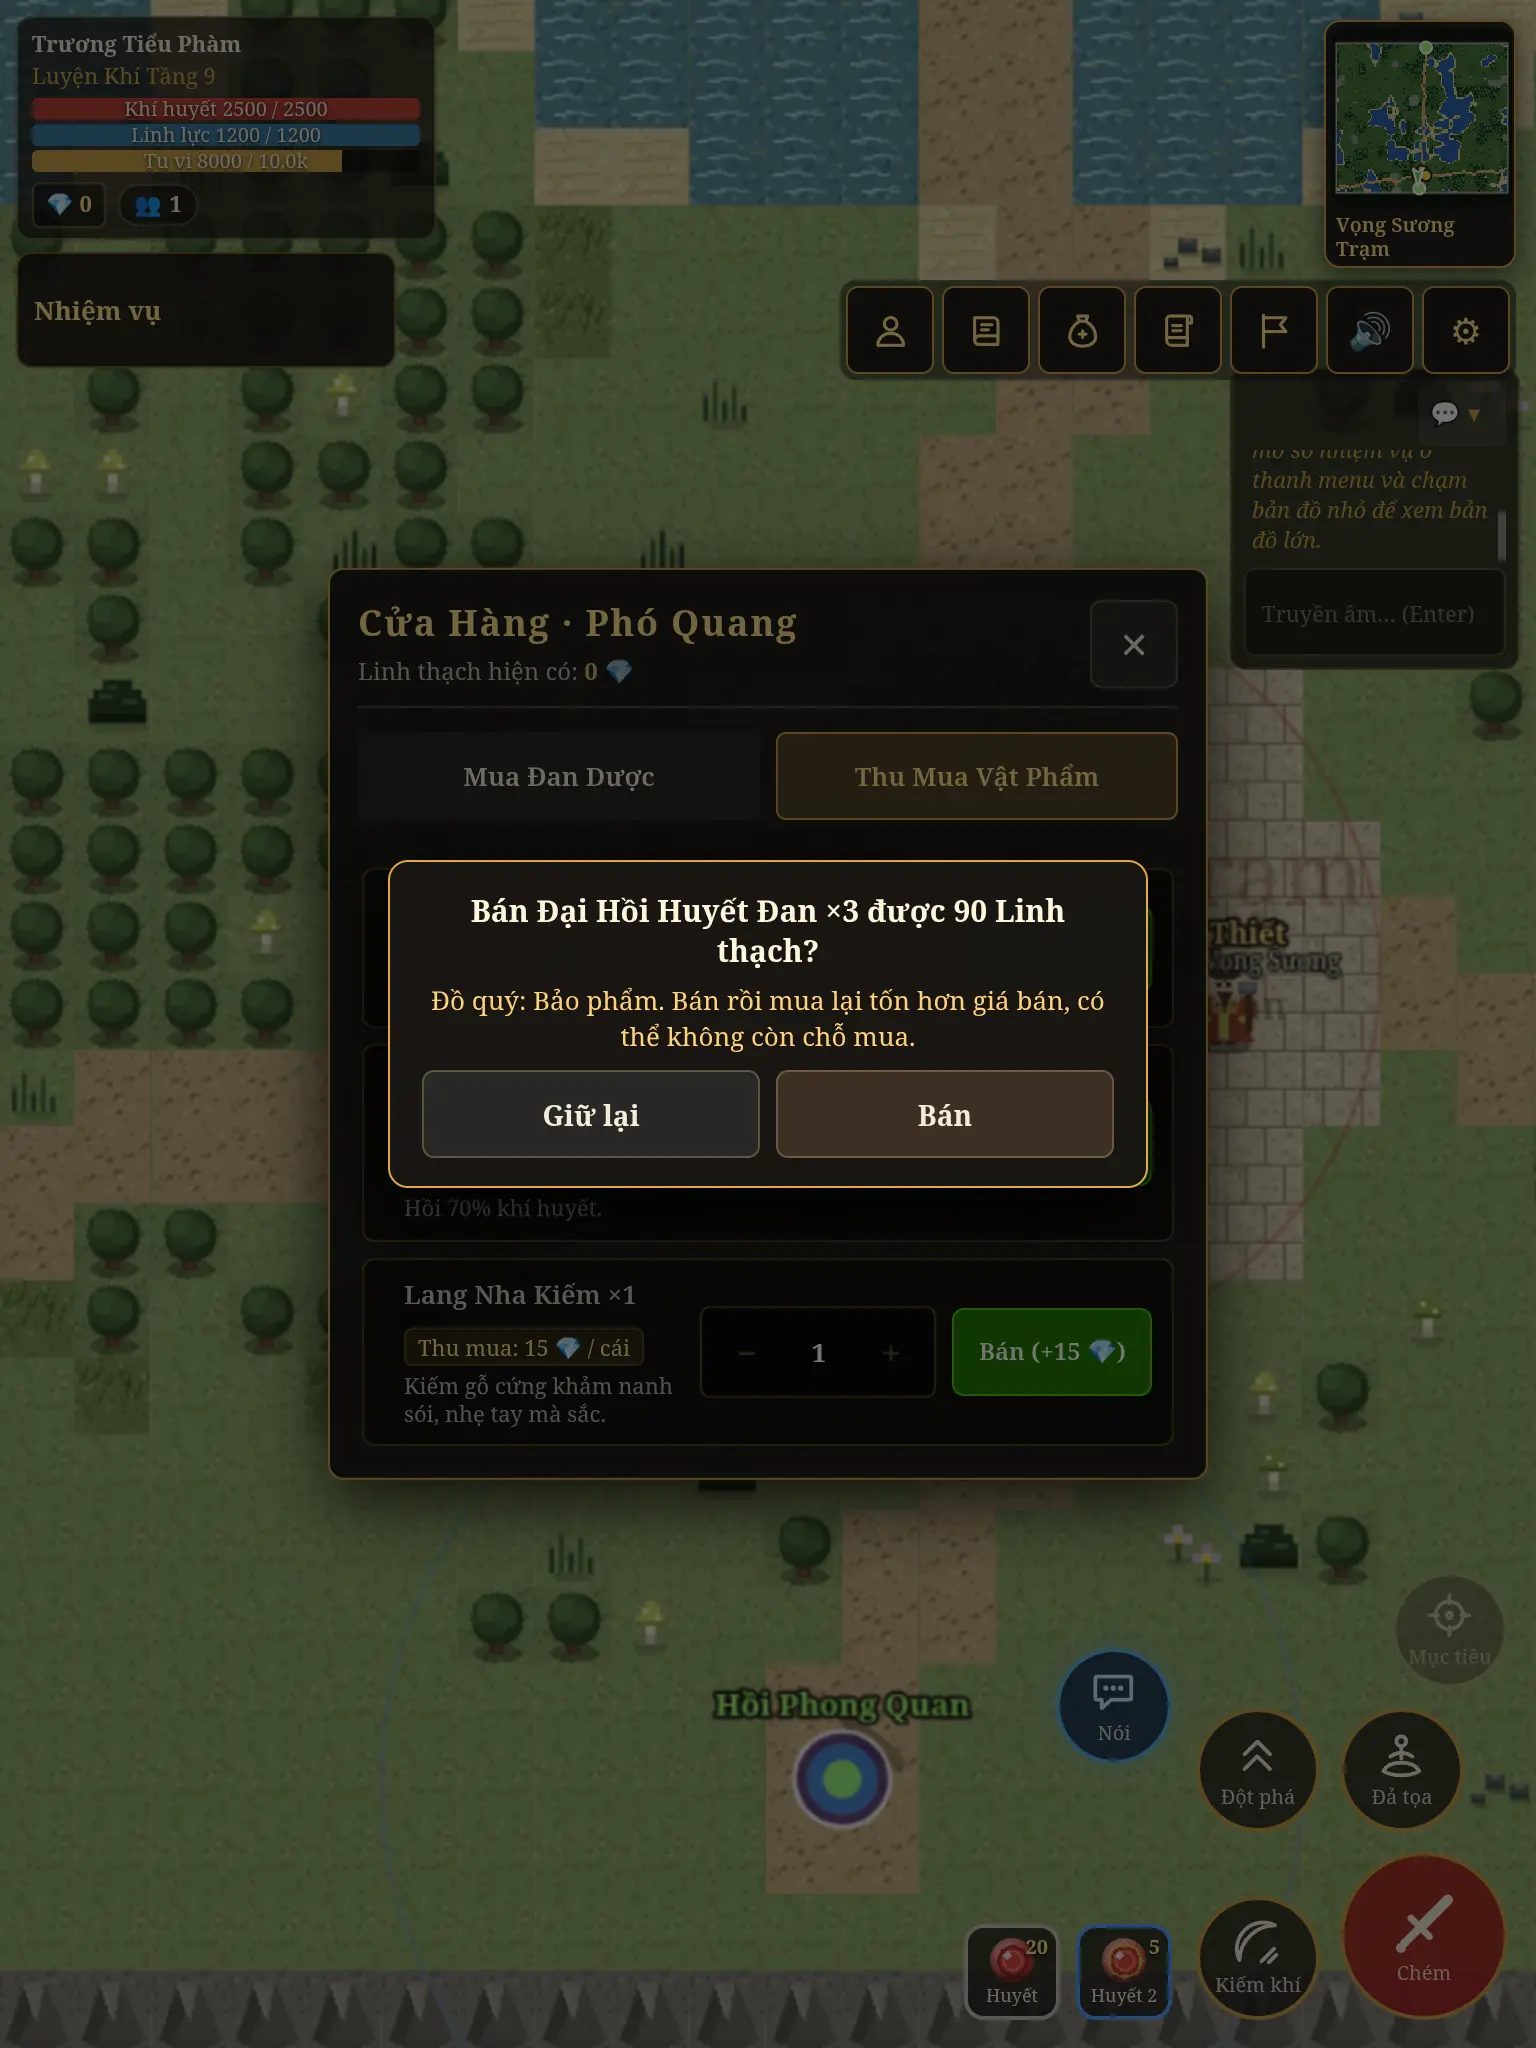 Trương Tiểu Phàm
Luyện Khí Tầng 9
Khí huyết 2500 / 2500
Linh lực 1200 / 1200
Tu vi 8000 / 10.0k
0
1
Vọng Sương
Trạm
Nhiệm vụ
mở sổ nhiệm vụ ở
thanh menu và chạm
bản đồ nhỏ để xem bản
đồ lớn.
Truyền âm... (Enter)
Cửa Hàng · Phó Quang
Linh thạch hiện có: 0
Mua Đan Dược
Thu Mua Vật Phẩm
Bán Đại Hồi Huyết Đan ×3 được 90 Linh
thạch?
Đồ quý: Bảo phẩm. Bán rồi mua lại tốn hơn giá bán, có
thể không còn chỗ mua.
Giữ lại
Bán
Thiết
Vọng Sương
Hồi 70% khí huyết.
Lang Nha Kiếm ×1
Thu mua: 15 / cái
Kiếm gỗ cứng khảm nanh
sói, nhẹ tay mà sắc.
− 1 +
Bán (+15 )
Mục tiêu
Hồi Phong Quan
Nói
Đột phá
Đả tọa
20
Huyết
5
Huyết 2
Kiếm khí
Chém